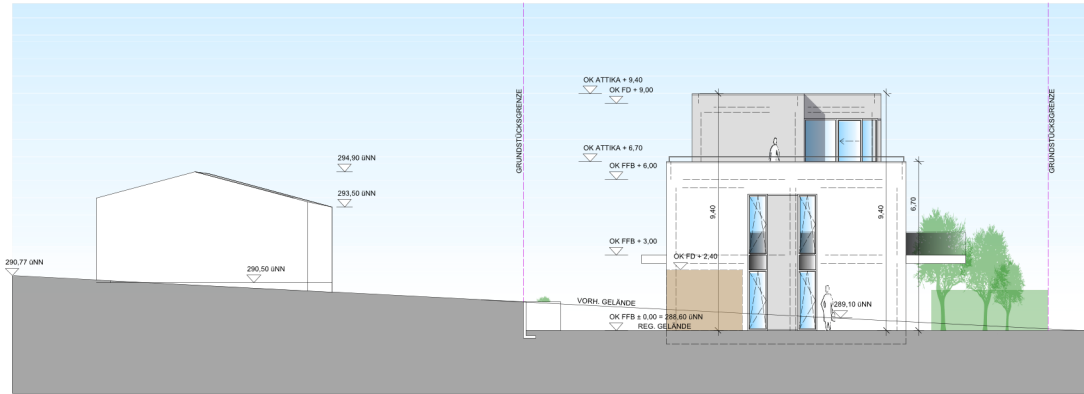 GRUNDSTÜCKSGRENZE
GRUNDSTÜCKSGRENZE
OK ATTIKA + 9,40
OK FD + 9,00
OK ATTIKA + 6,70
OK FFB + 6,00
294,90 üNN
293,50 üNN
9,40
9,40
6,70
OK FFB + 3,00
OK FD + 2,40
290,77 üNN
290,50 üNN
VORH. GELÄNDE
289,10 üNN
OK FFB ± 0,00 = 288,60 üNN
REG. GELÄNDE